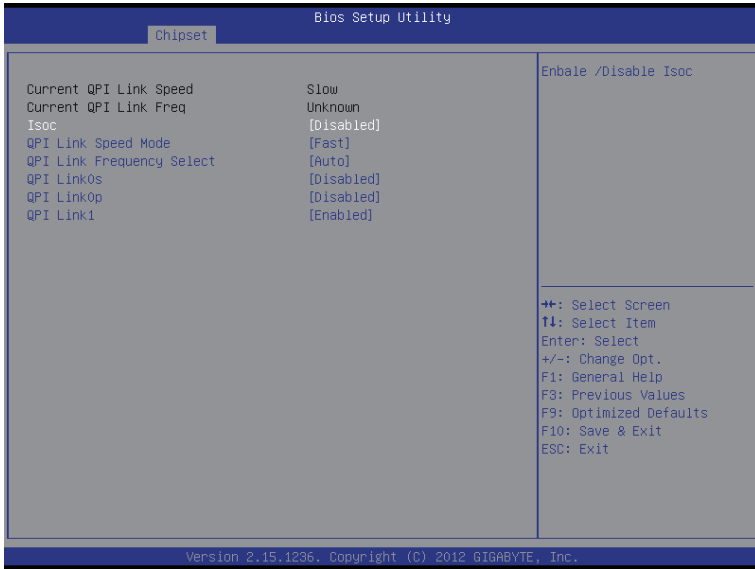 Bios Setup Utility
Chipset
Current QPI Link Speed Slow
Current QPI Link Freq Unknown
Isoc [Disabled]
QPI Link Speed Mode [Fast]
QPI Link Frequency Select [Auto]
QPI Link0s [Disabled]
QPI Link0p [Disabled]
QPI Link1 [Enabled]
Enbale /Disable Isoc
→←: Select Screen
↑↓: Select Item
Enter: Select
+/-: Change Opt.
F1: General Help
F3: Previous Values
F9: Optimized Defaults
F10: Save & Exit
ESC: Exit
Version 2.15.1236. Copyright (C) 2012 GIGABYTE, Inc.